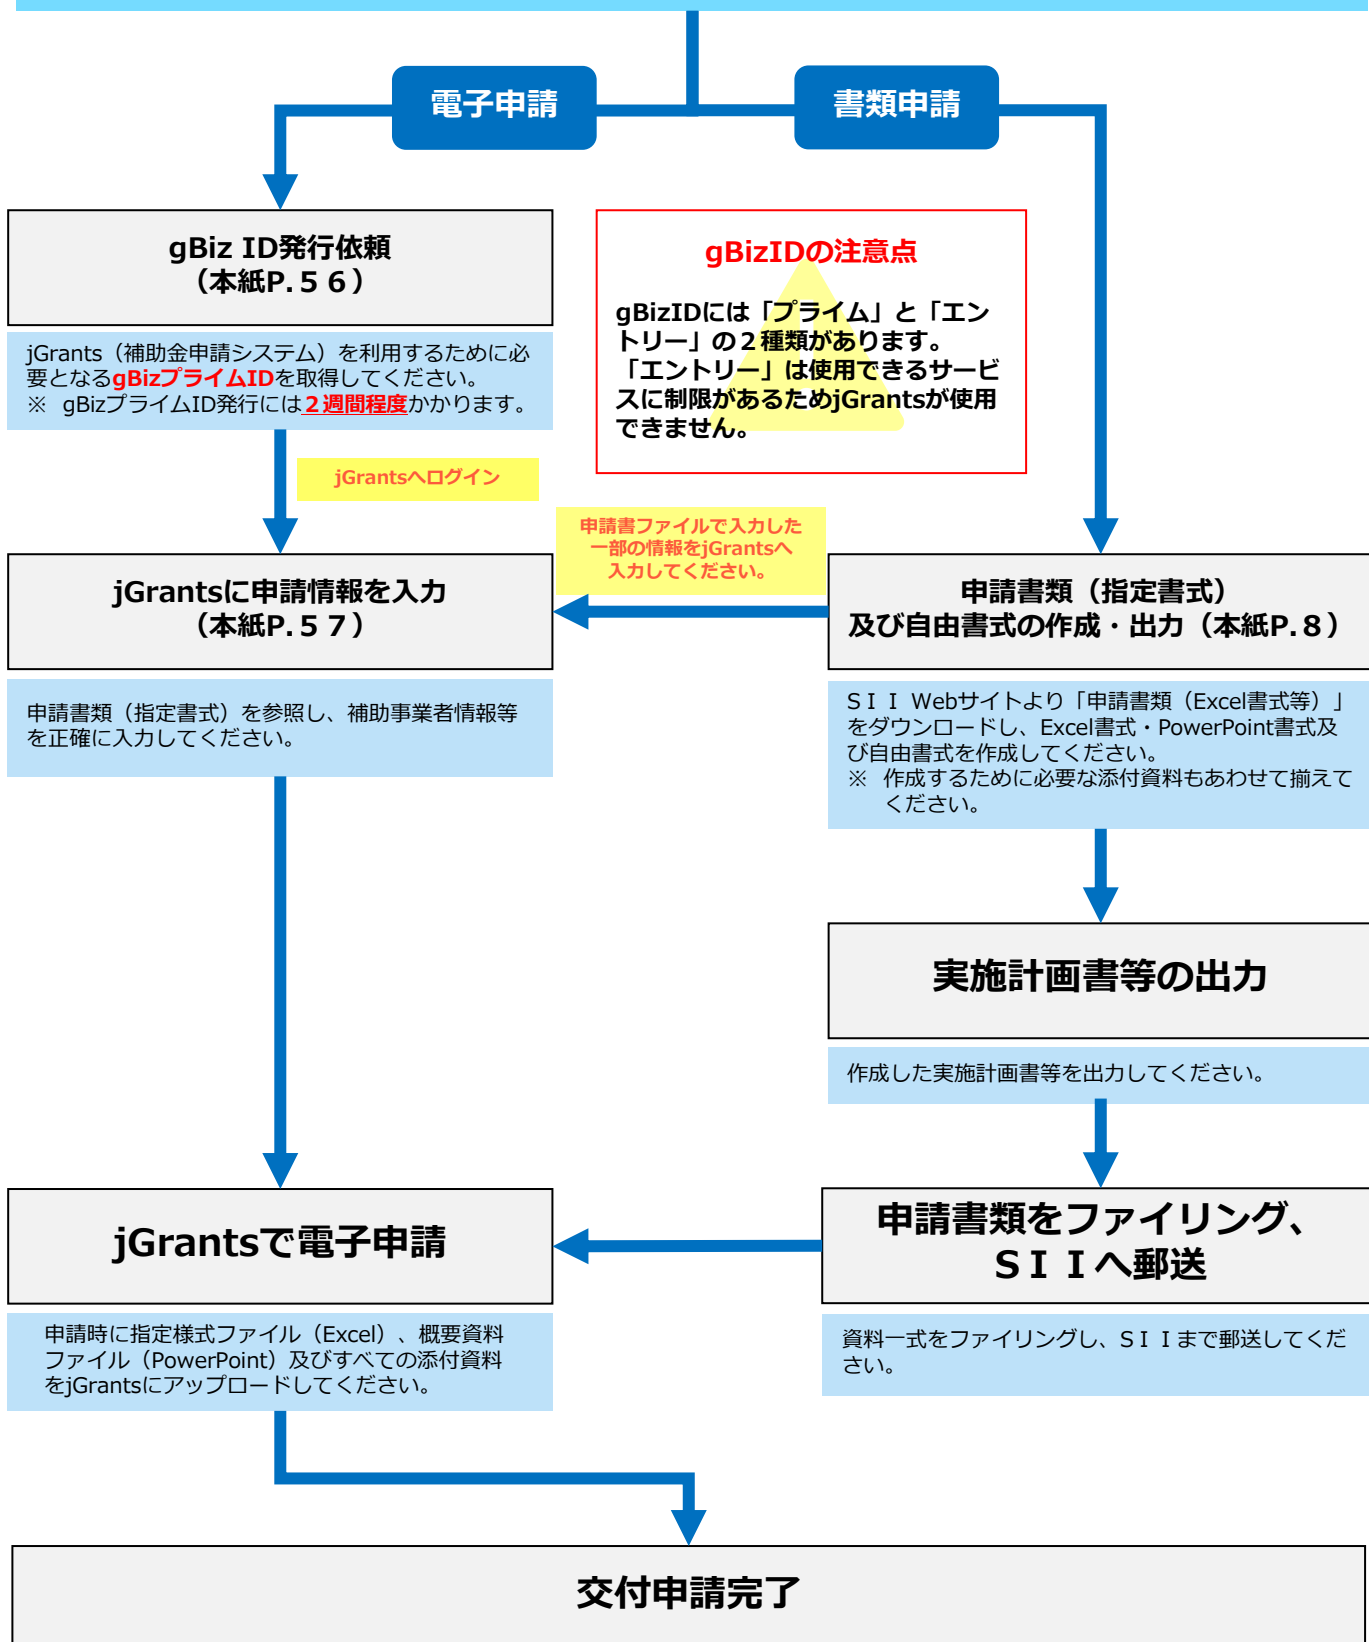 電子申請
書類申請
gBiz ID発行依頼
（本紙P.５６）
jGrants（補助金申請システム）を利用するために必
要となるgBizプライムIDを取得してください。
※　gBizプライムID発行には２週間程度かかります。
gBizIDの注意点
gBizIDには「プライム」と「エン
トリー」の２種類があります。
「エントリー」は使用できるサービ
スに制限があるためjGrantsが使用
できません。
jGrantsへログイン
申請書ファイルで入力した
一部の情報をjGrantsへ
入力してください。
jGrantsに申請情報を入力
（本紙P.５７）
申請書類（指定書式）を参照し、補助事業者情報等
を正確に入力してください。
申請書類（指定書式）
及び自由書式の作成・出力（本紙P.８）
ＳＩＩ Webサイトより「申請書類（Excel書式等）」
をダウンロードし、Excel書式・PowerPoint書式及
び自由書式を作成してください。
※　作成するために必要な添付資料もあわせて揃えて
ください。
実施計画書等の出力
作成した実施計画書等を出力してください。
jGrantsで電子申請
申請時に指定様式ファイル（Excel）、概要資料
ファイル（PowerPoint）及びすべての添付資料
をjGrantsにアップロードしてください。
申請書類をファイリング、
ＳＩＩへ郵送
資料一式をファイリングし、ＳＩＩまで郵送してくだ
さい。
交付申請完了